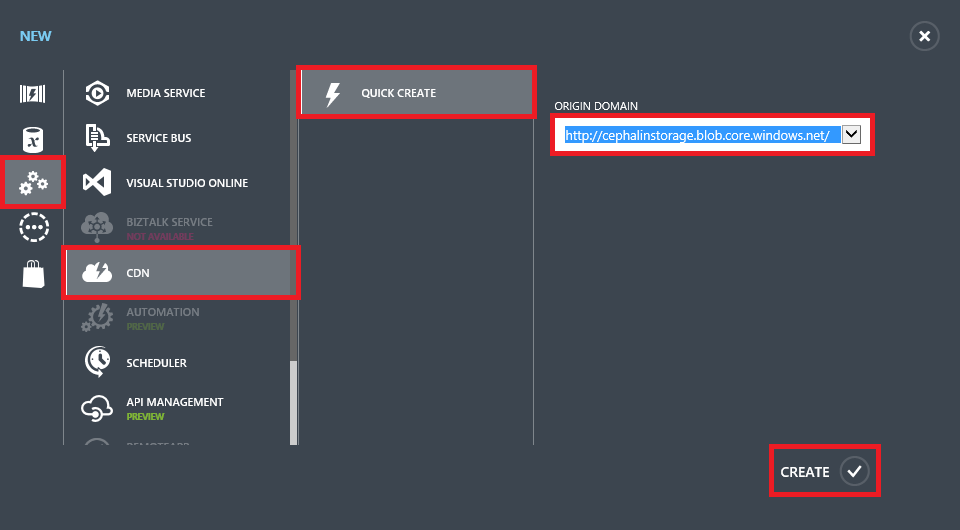 NEW
MEDIA SERVICE
SERVICE BUS
VISUAL STUDIO ONLINE
BIZTALK SERVICE
NOT AVAILABLE
CDN
AUTOMATION
PREVIEW
SCHEDULER
API MANAGEMENT
PREVIEW
QUICK CREATE
ORIGIN DOMAIN
http://cephalinstorage.blob.core.windows.net/
CREATE